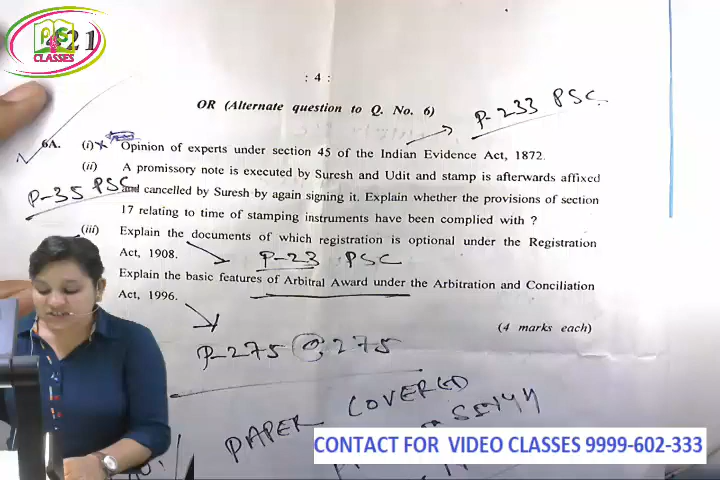 421
P S
CLASSES
: 4 :
OR (Alternate question to Q. No. 6)
P-233 PSC
6A. (i) Opinion of experts under section 45 of the Indian Evidence Act, 1872.
(ii) A promissory note is executed by Suresh and Udit and stamp is afterwards affixed
P-35 PSC
and cancelled by Suresh by again signing it. Explain whether the provisions of section
17 relating to time of stamping instruments have been complied with ?
(iii) Explain the documents of which registration is optional under the Registration
Act, 1908.
P-23 PSC
Explain the basic features of Arbitral Award under the Arbitration and Conciliation
Act, 1996.
(4 marks each)
P-275 Q 275
PAPER COVERED
CONTACT FOR VIDEO CLASSES 9999-602-333